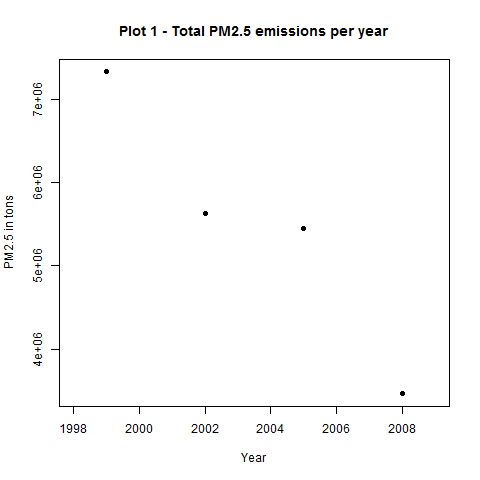 Plot 1 - Total PM2.5 emissions per year
PM2.5 in tons
7e+06
6e+06
5e+06
4e+06
1998 2000 2002 2004 2006 2008
Year